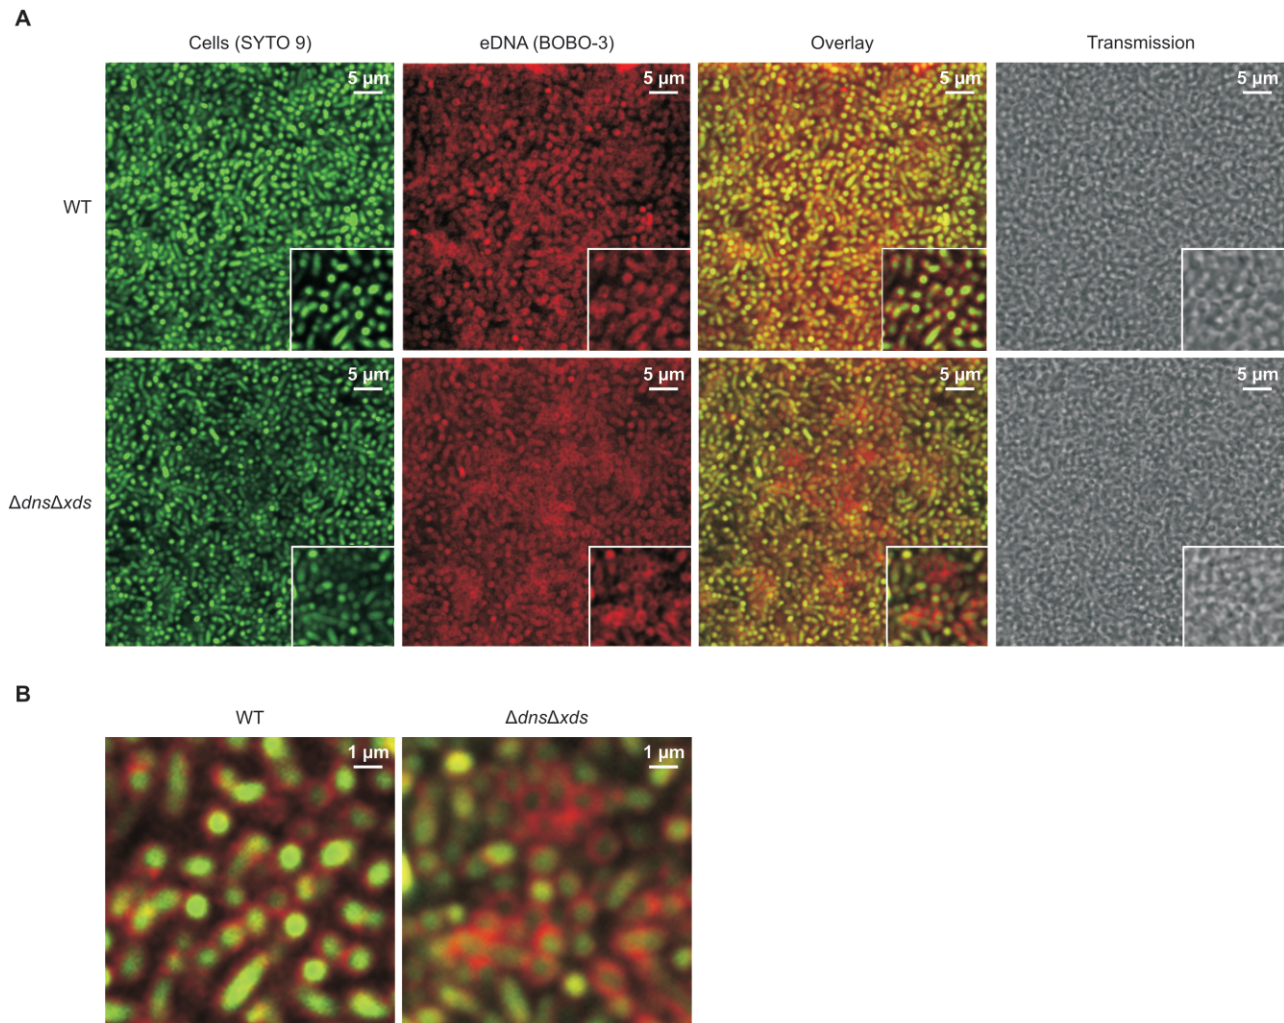 A
Cells (SYTO 9)
eDNA (BOBO-3)
Overlay
Transmission
5 µm
5 µm
5 µm
5 µm
WT
5 µm
5 µm
5 µm
5 µm
ΔdnsΔxds
B
WT
ΔdnsΔxds
1 µm
1 µm